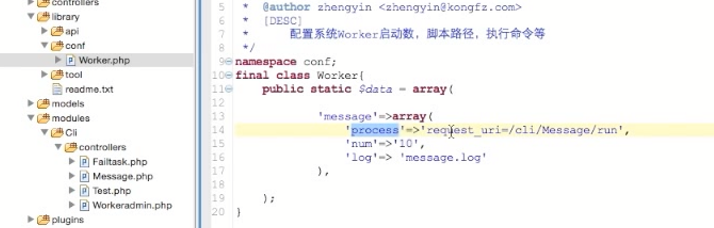 controllers
library
api
conf
Worker.php
tool
readme.txt
models
modules
Cli
controllers
Failtask.php
Message.php
Test.php
Workeradmin.php
plugins
5 * @author zhengyin <zhengyin@kongfz.com>
6 * [DESC]
7 * 配置系统Worker启动数，脚本路径，执行命令等
8 */
9 namespace conf;
10 final class Worker{
11 public static $data = array(
12
13 'message'=>array(
14 'process'=>'request_uri=/cli/Message/run',
15 'num'=>'10',
16 'log'=> 'message.log'
17 ),
18
19 );
20 }